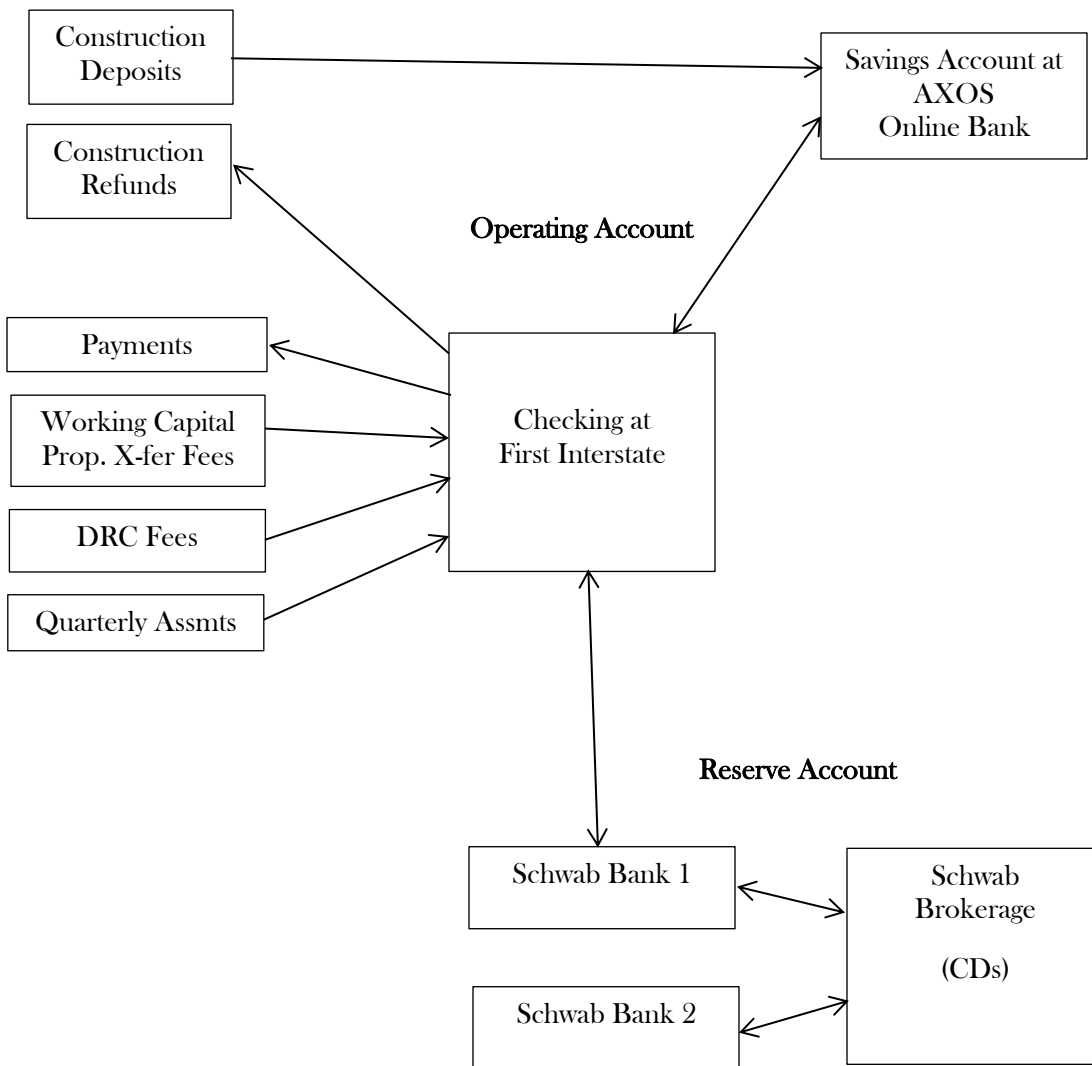 Construction
Deposits
Savings Account at
AXOS
Online Bank
Construction
Refunds
Operating Account
Payments
Working Capital
Prop. X-fer Fees
Checking at
First Interstate
DRC Fees
Quarterly Assmts
Reserve Account
Schwab Bank 1
Schwab
Brokerage
(CDs)
Schwab Bank 2